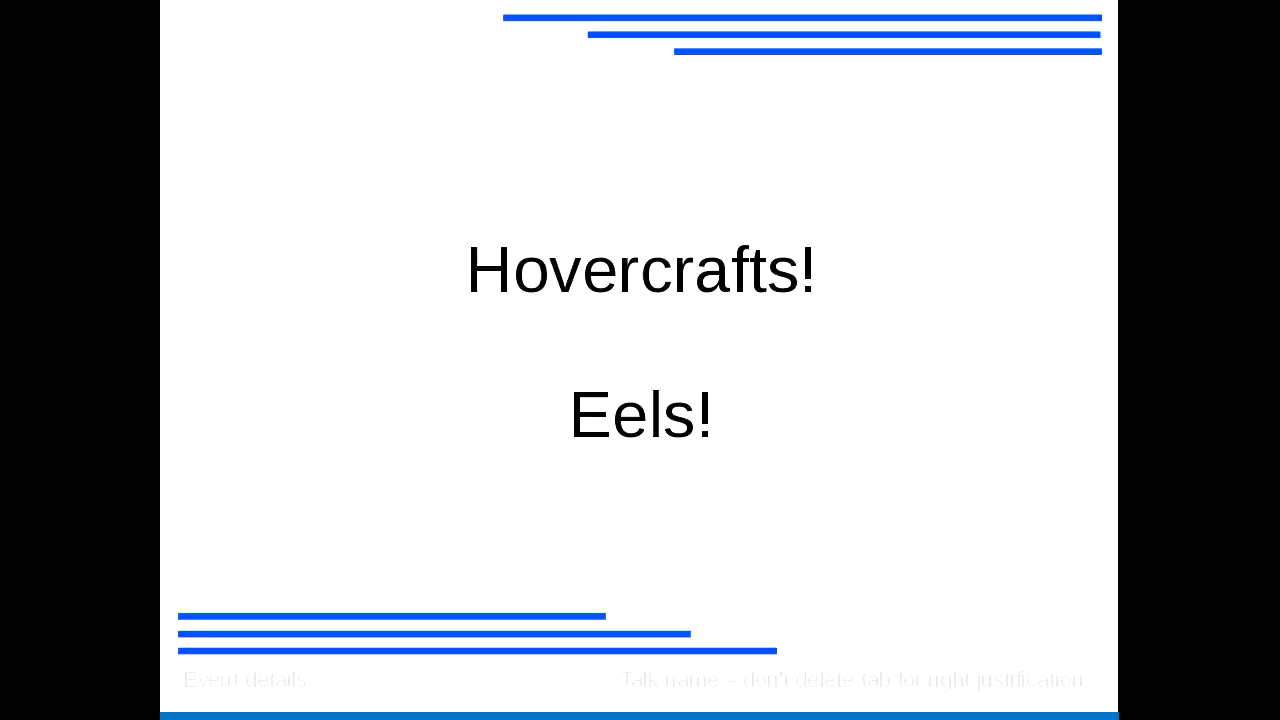 Hovercrafts!
Eels!
Event details
Talk name – don't delete tab for right justification